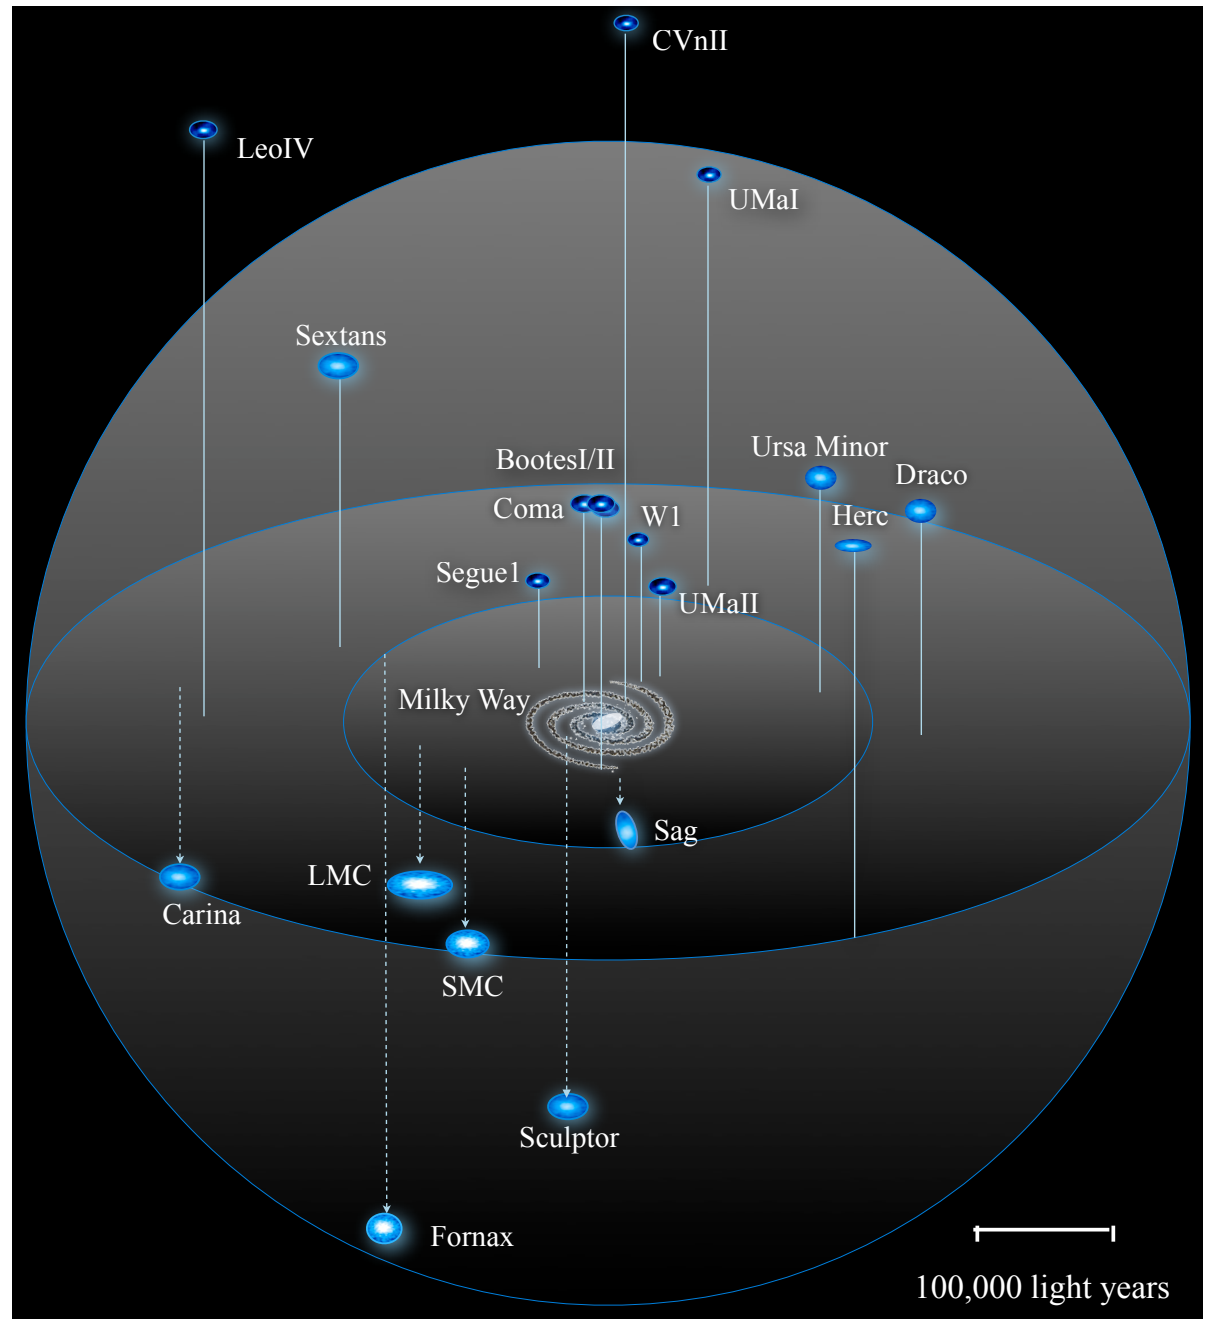 CVnII
LeoIV
UMaI
Sextans
Ursa Minor
BootesI/II
Draco
Coma
W1
Herc
Segue1
UMaII
Milky Way
Sag
LMC
Carina
SMC
Sculptor
Fornax
100,000 light years